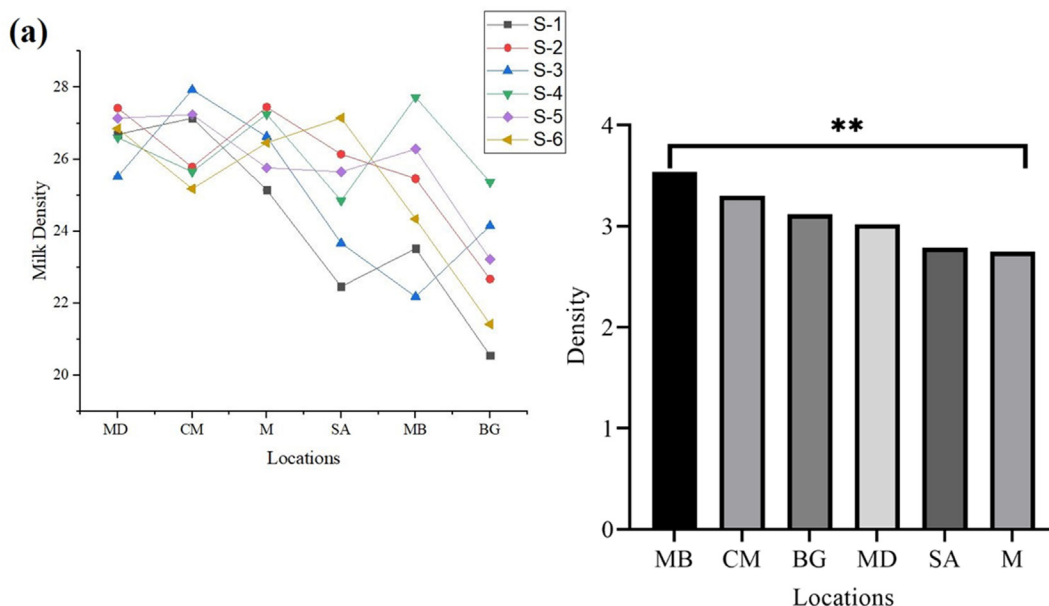 (a)
S-1
S-2
S-3
S-4
S-5
S-6
28
26
24
22
20
Milk Density
MD CM M SA MB BG
Locations
**
4
3
2
1
0
Density
MB CM BG MD SA M
Locations